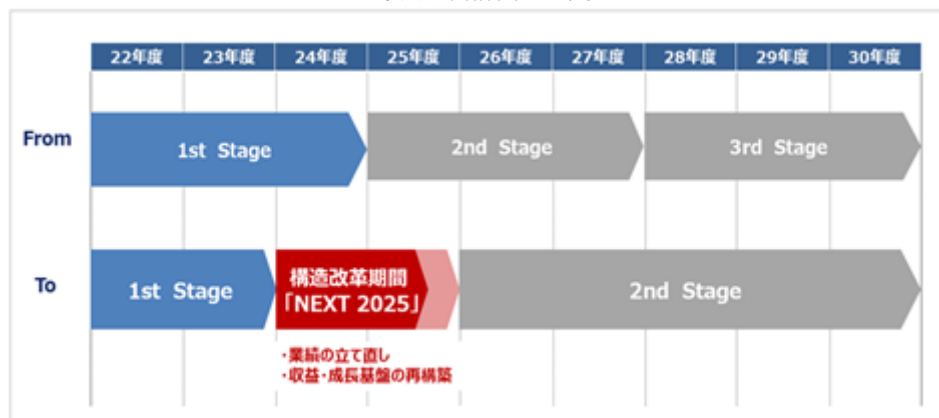 22年度 23年度 24年度 25年度 26年度 27年度 28年度 29年度 30年度
From
1st Stage
2nd Stage
3rd Stage
To
1st Stage
構造改革期間
「NEXT 2025」
2nd Stage
・業績の立て直し
・収益・成長基盤の再構築